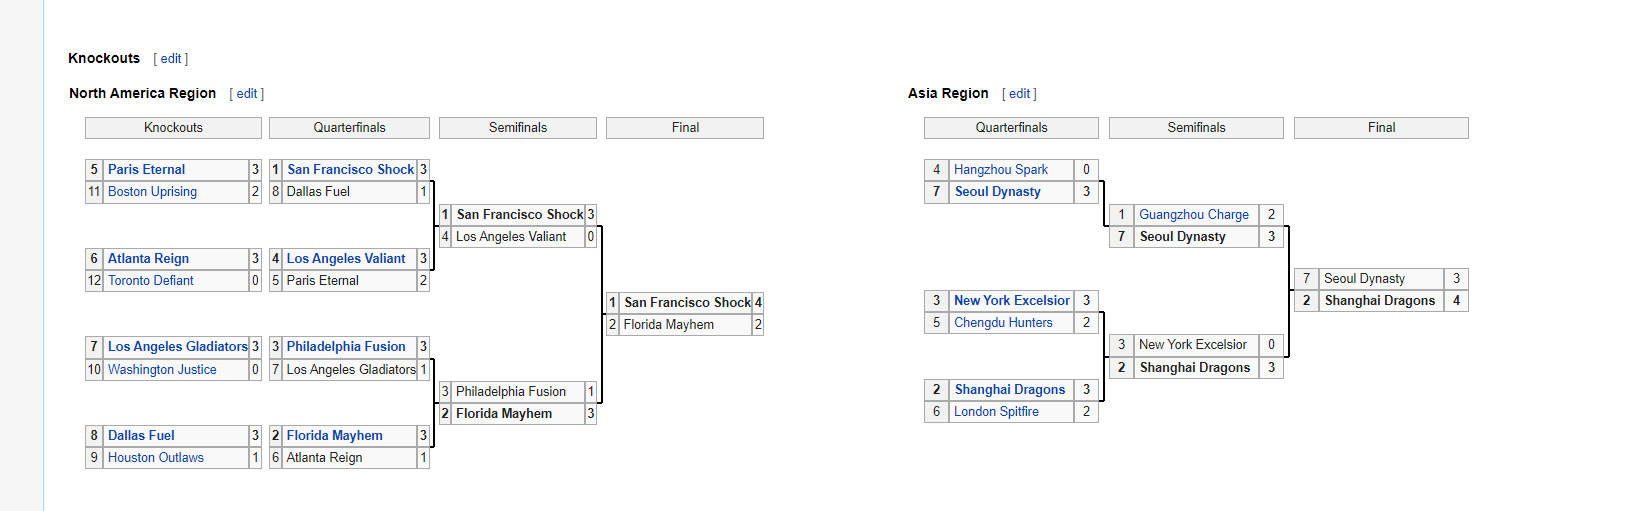 Knockouts [ edit ]
North America Region [ edit ]
Knockouts Quarterfinals Semifinals Final
5 Paris Eternal 3 1 San Francisco Shock 3
11 Boston Uprising 2 8 Dallas Fuel 1
1 San Francisco Shock 3
4 Los Angeles Valiant 0
6 Atlanta Reign 3 4 Los Angeles Valiant 3
12 Toronto Defiant 0 5 Paris Eternal 2
1 San Francisco Shock 4
2 Florida Mayhem 2
7 Los Angeles Gladiators 3 3 Philadelphia Fusion 3
10 Washington Justice 0 7 Los Angeles Gladiators 1
3 Philadelphia Fusion 1
2 Florida Mayhem 3
8 Dallas Fuel 3 2 Florida Mayhem 3
9 Houston Outlaws 1 6 Atlanta Reign 1
Asia Region [ edit ]
Quarterfinals Semifinals Final
4 Hangzhou Spark 0
7 Seoul Dynasty 3
1 Guangzhou Charge 2
7 Seoul Dynasty 3
7 Seoul Dynasty 3
2 Shanghai Dragons 4
3 New York Excelsior 3
5 Chengdu Hunters 2
3 New York Excelsior 0
2 Shanghai Dragons 3
2 Shanghai Dragons 3
6 London Spitfire 2